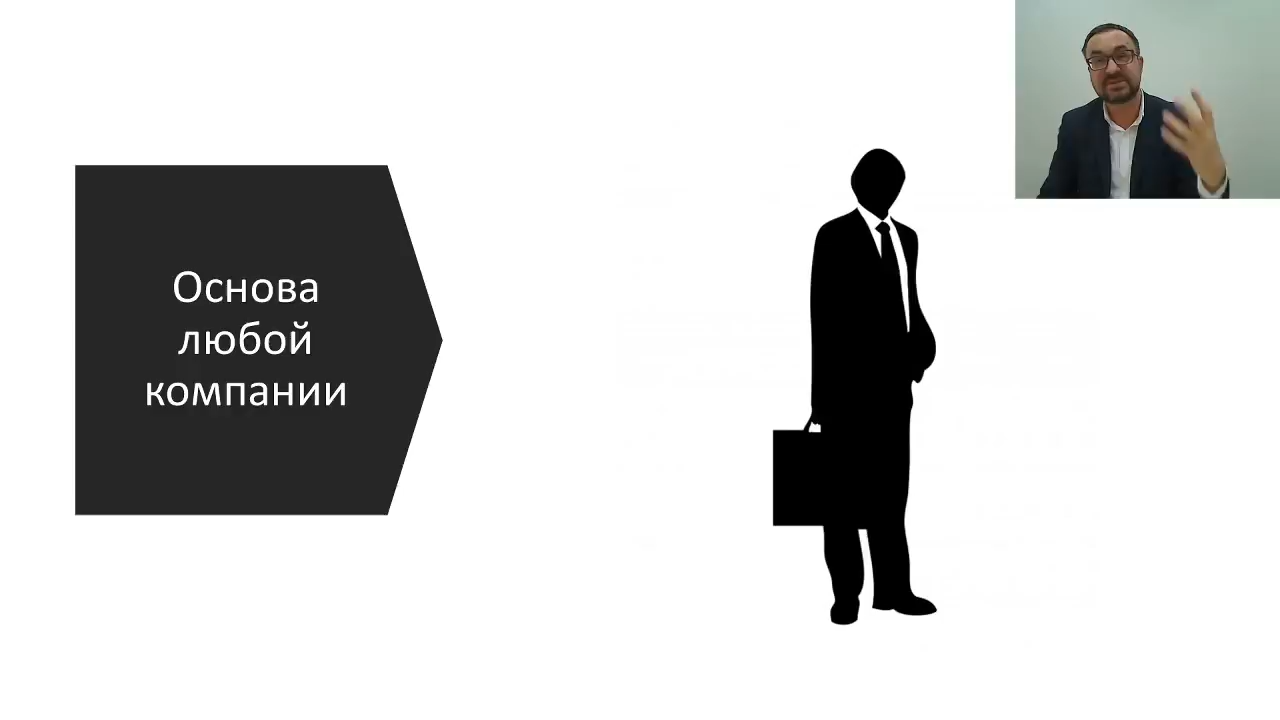 Основа
любой
компании